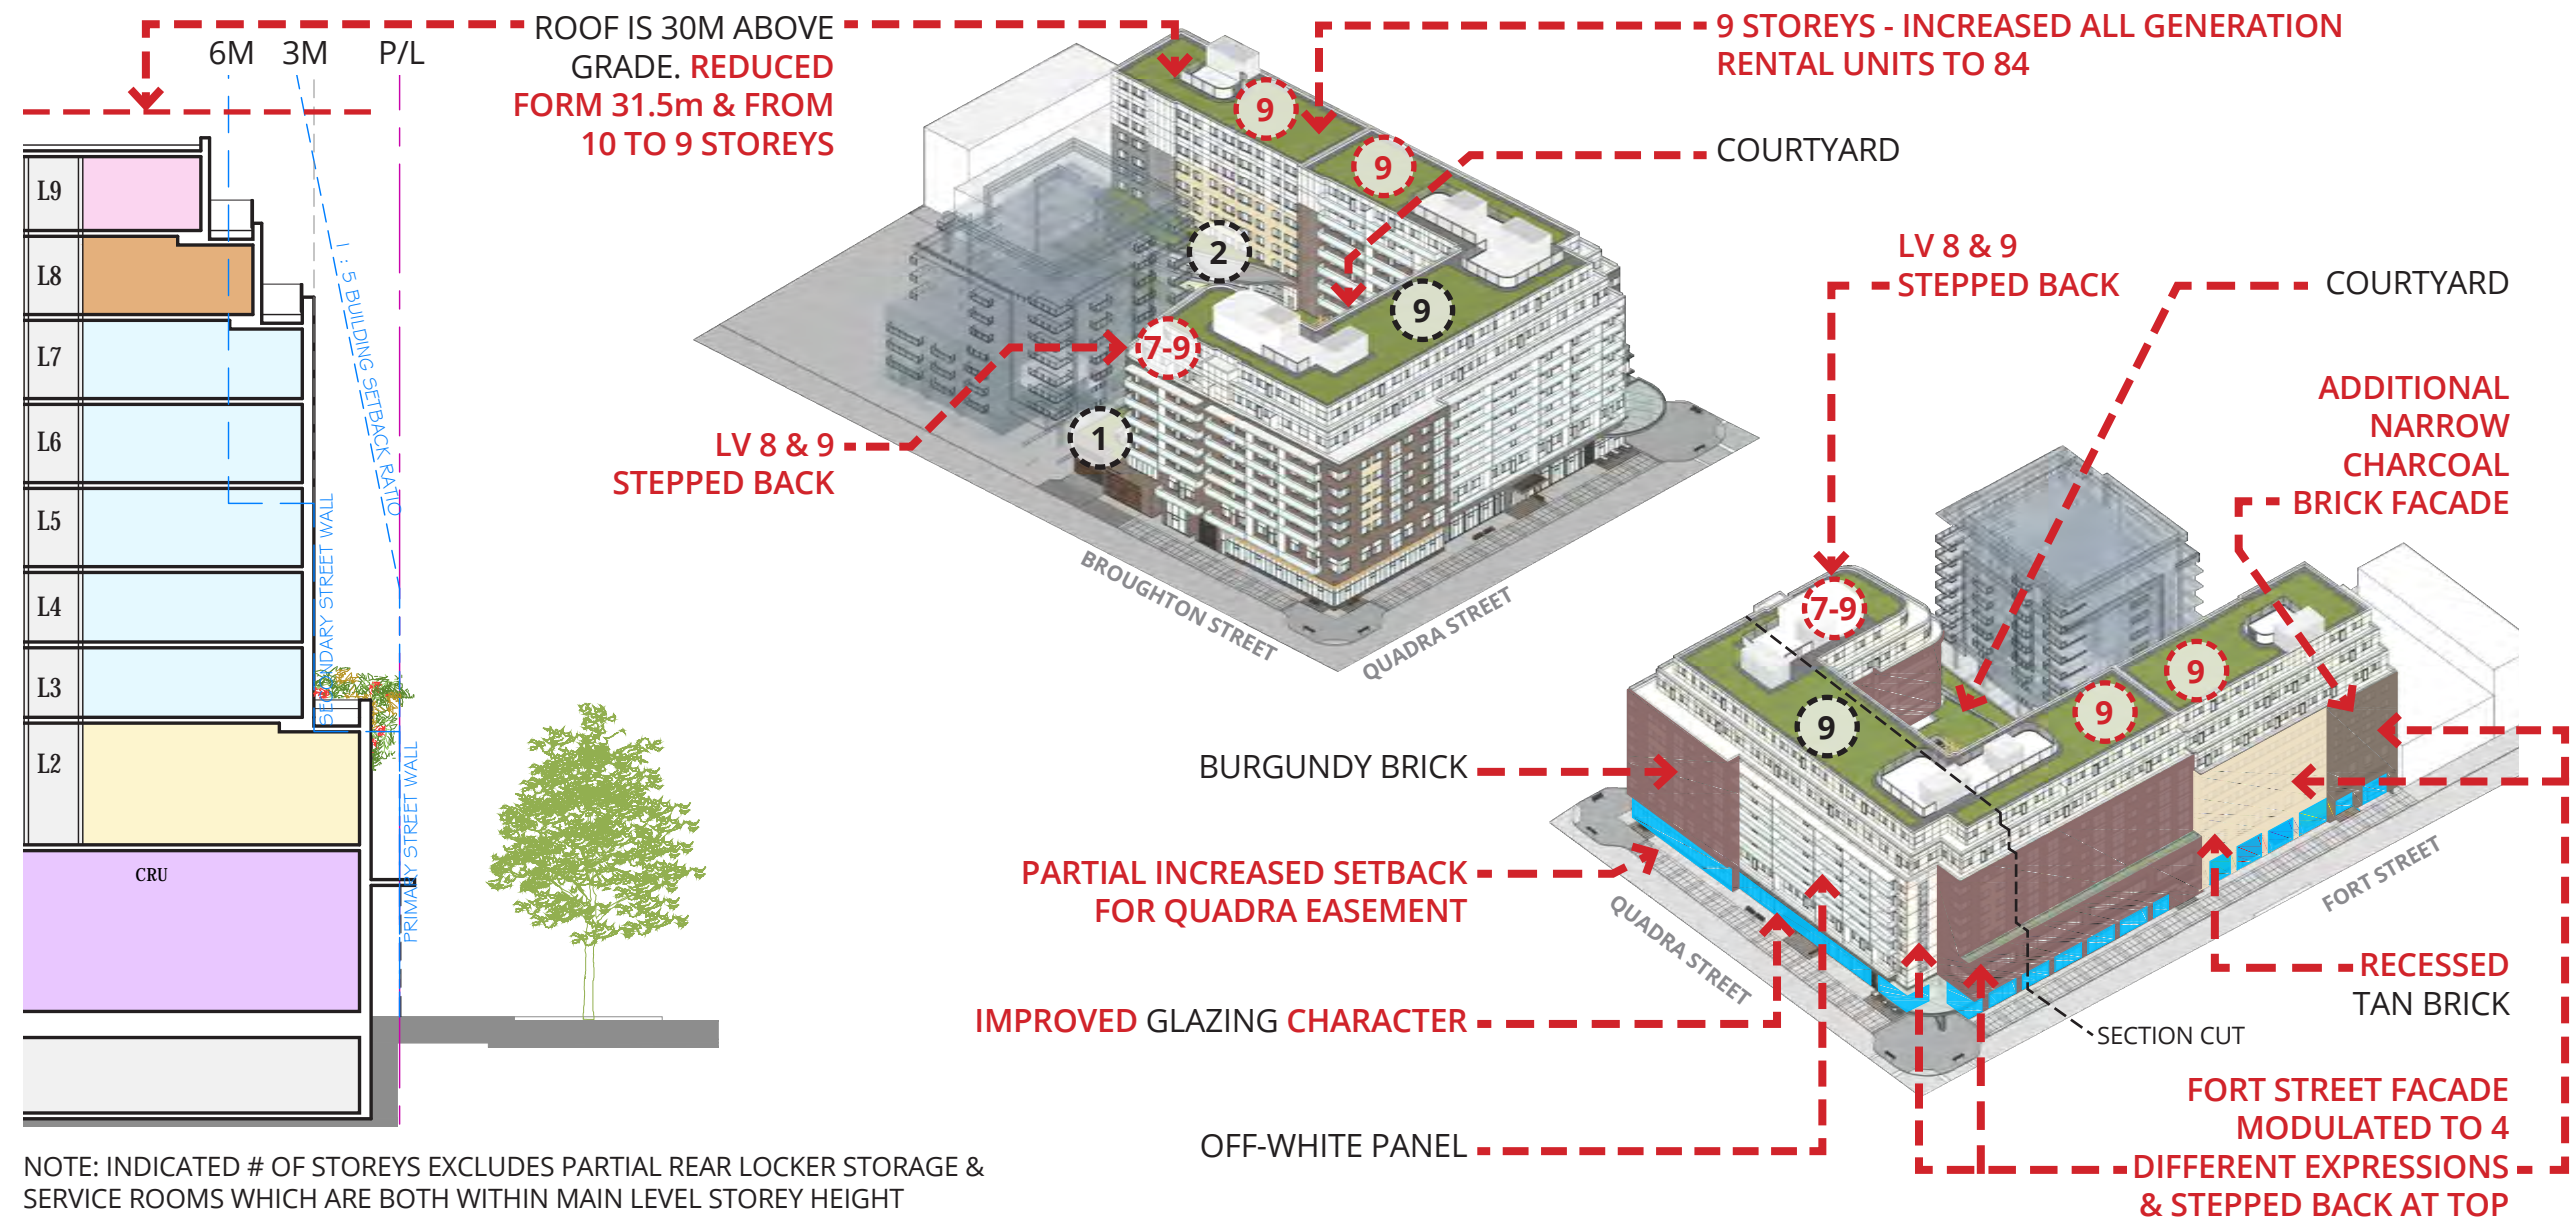 6M 3M P/L
ROOF IS 30M ABOVE
GRADE. REDUCED
FORM 31.5m & FROM
10 TO 9 STOREYS
L9
L8
L7
L6
L5
L4
L3
L2
CRU
1 : 5 BUILDING SETBACK RATIO
SECONDARY STREET WALL
PRIMARY STREET WALL
NOTE: INDICATED # OF STOREYS EXCLUDES PARTIAL REAR LOCKER STORAGE &
SERVICE ROOMS WHICH ARE BOTH WITHIN MAIN LEVEL STOREY HEIGHT
9 STOREYS - INCREASED ALL GENERATION
RENTAL UNITS TO 84
COURTYARD
9
9
2
9
7-9
1
LV 8 & 9
STEPPED BACK
BROUGHTON STREET
QUADRA STREET
LV 8 & 9
STEPPED BACK
COURTYARD
ADDITIONAL
NARROW
CHARCOAL
BRICK FACADE
7-9
9
9
9
BURGUNDY BRICK
PARTIAL INCREASED SETBACK
FOR QUADRA EASEMENT
IMPROVED GLAZING CHARACTER
OFF-WHITE PANEL
QUADRA STREET
FORT STREET
RECESSED
TAN BRICK
SECTION CUT
FORT STREET FACADE
MODULATED TO 4
DIFFERENT EXPRESSIONS
& STEPPED BACK AT TOP